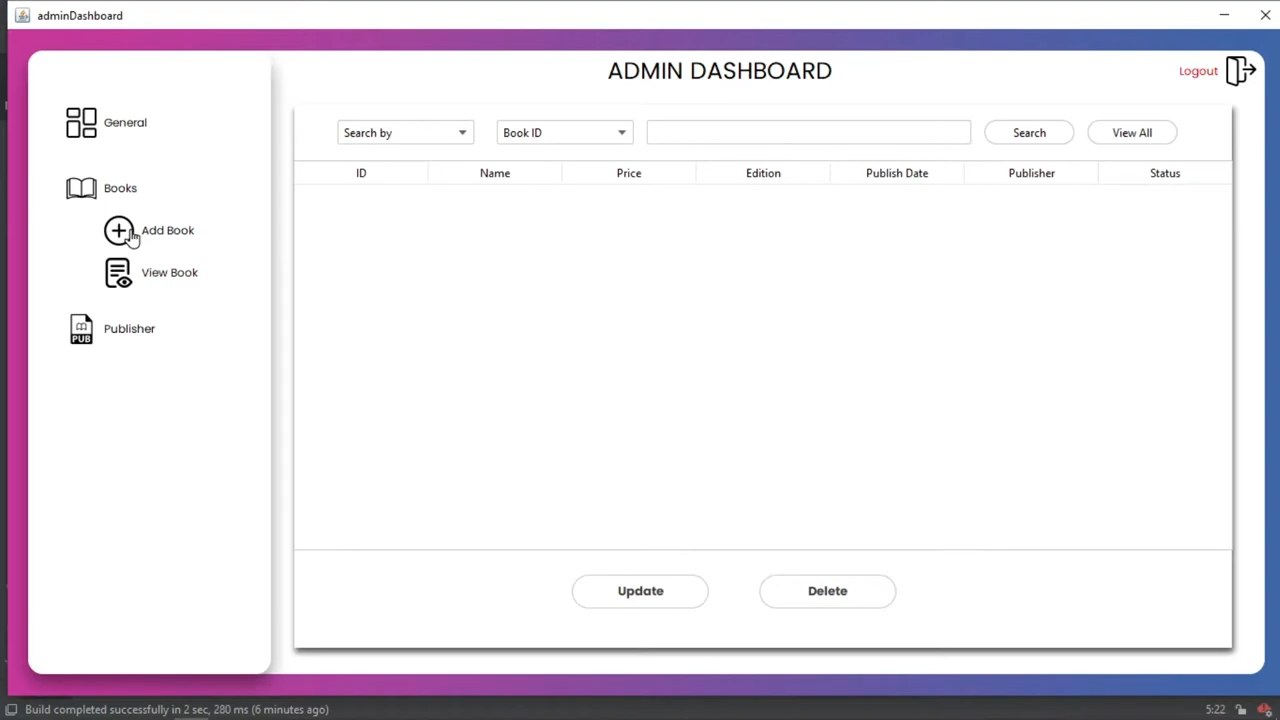 adminDashboard
ADMIN DASHBOARD
Logout
General
Books
Add Book
View Book
PUB
Publisher
Search by
Book ID
Search
View All
ID
Name
Price
Edition
Publish Date
Publisher
Status
Update
Delete
Build completed successfully in 2 sec, 280 ms (6 minutes ago)
5:22